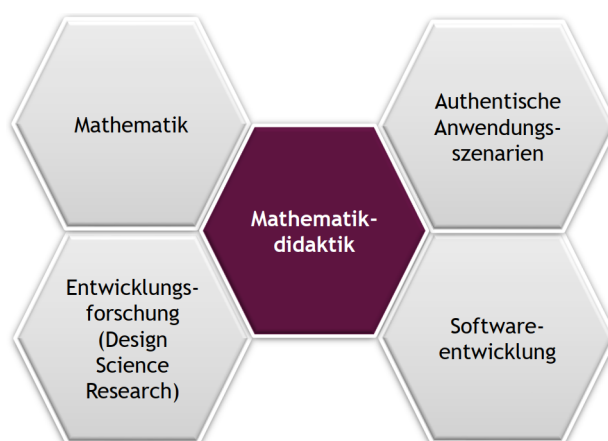 Mathematik
Authentische
Anwendungs-
szenarien
Mathematik-
didaktik
Entwicklungs-
forschung
(Design
Science
Research)
Software-
entwicklung